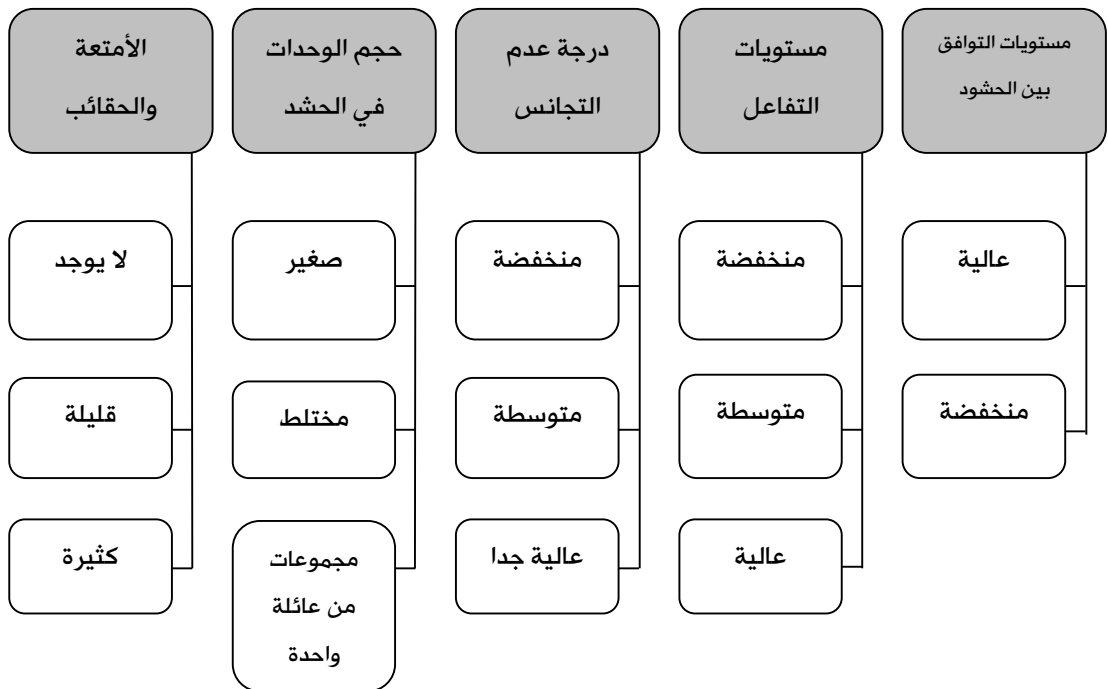 مستويات التوافق
بين الحشود
عالية
منخفضة
مستويات
التفاعل
منخفضة
متوسطة
عالية
درجة عدم
التجانس
منخفضة
متوسطة
عالية جدا
حجم الوحدات
في الحشد
صغير
مختلط
مجموعات
من عائلة
واحدة
الأمتعة
والحقائب
لا يوجد
قليلة
كثيرة